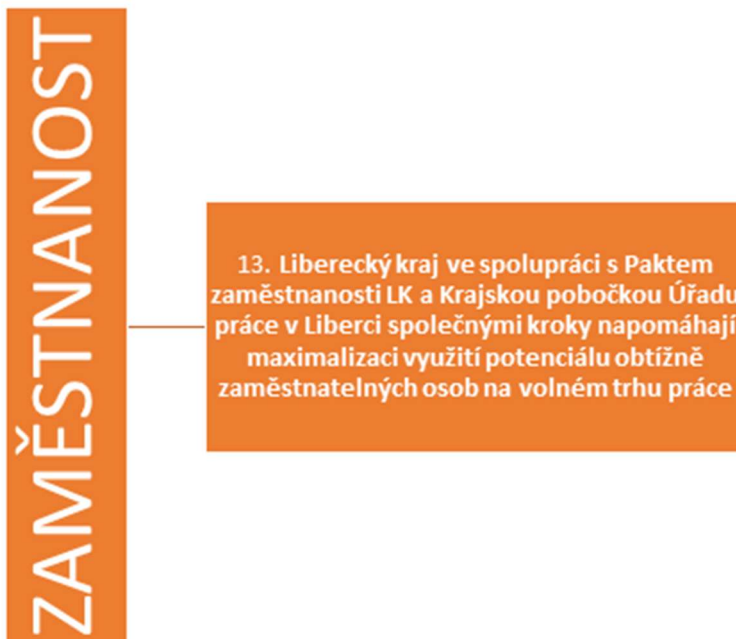 ZAMĚSTNANOST
13. Liberecký kraj ve spolupráci s Paktem
zaměstnanosti LK a Krajskou pobočkou Úřadu
práce v Liberci společnými kroky napomáhají
maximalizaci využití potenciálu obtížně
zaměstnatelných osob na volném trhu práce